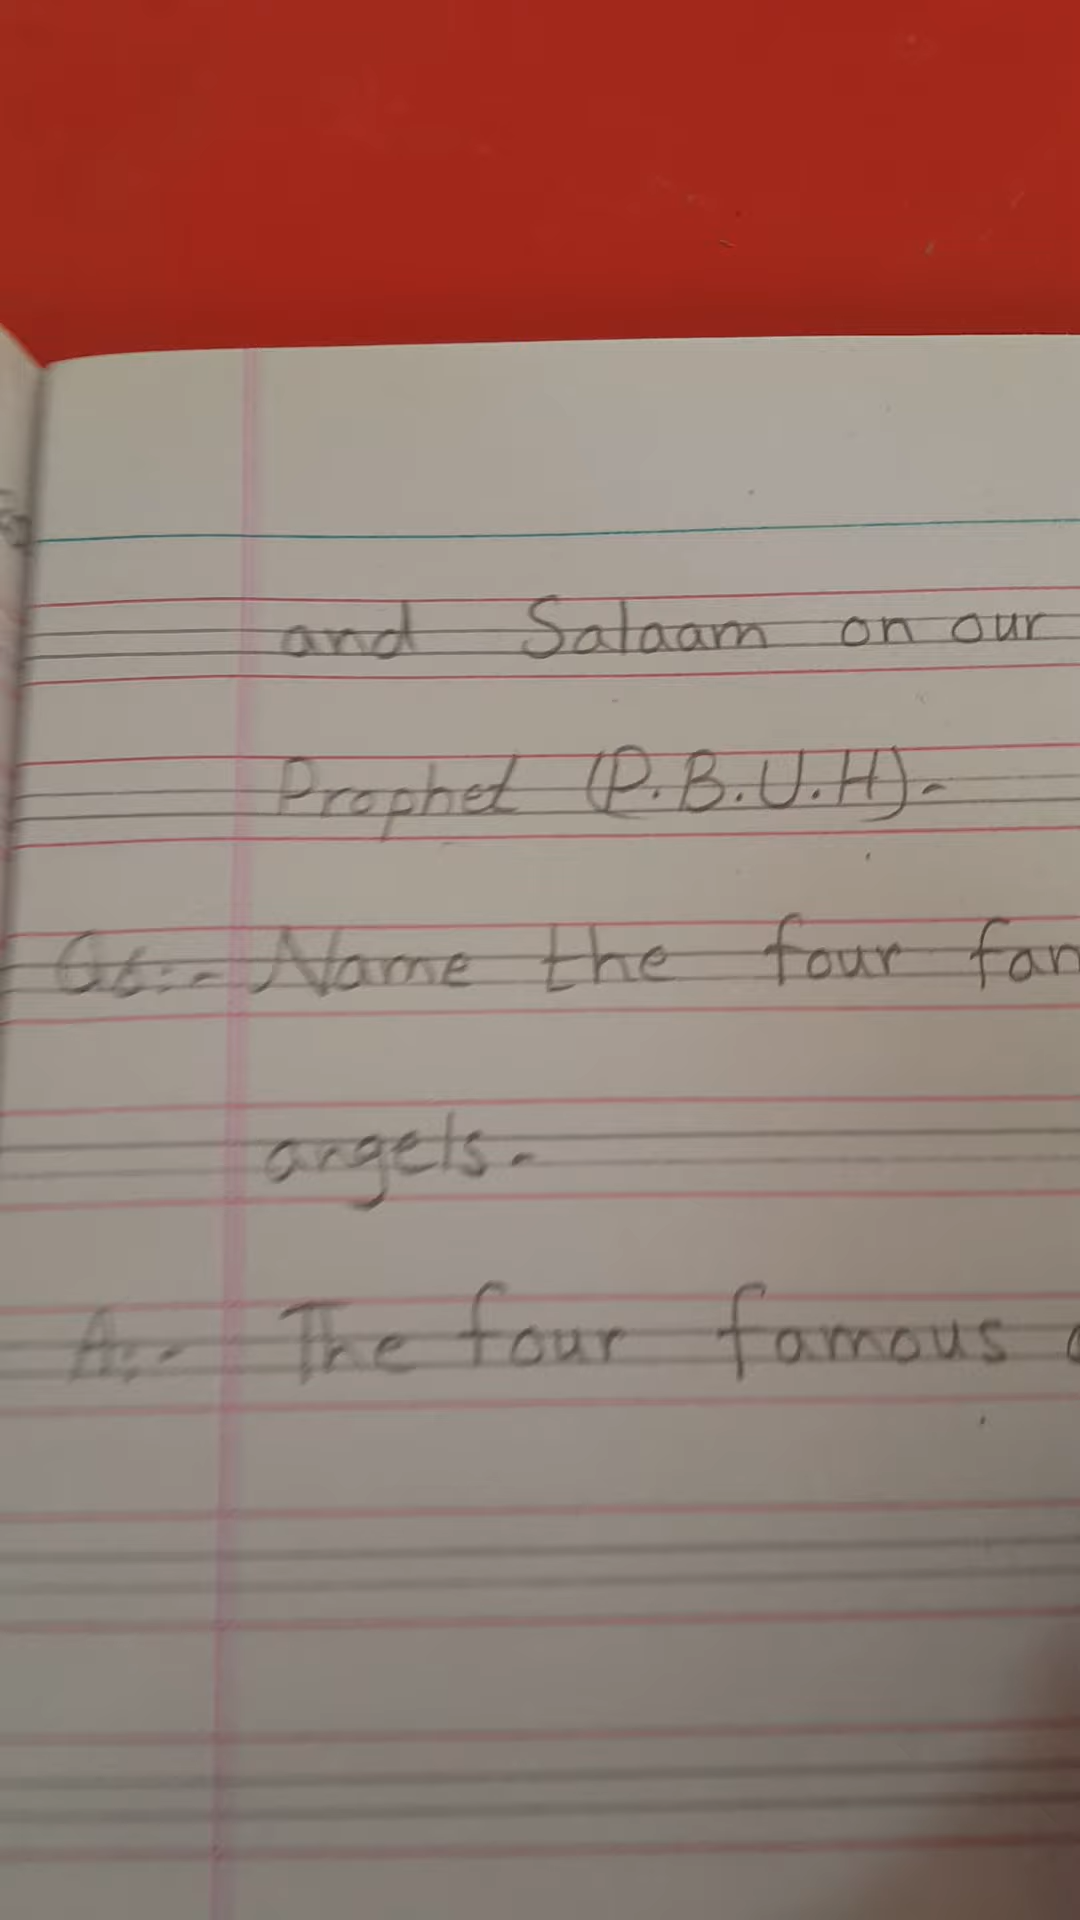 and Salaam on our
Prophet (P.B.U.H).
Q6:- Name the four fam
angels.
A:- The four famous a